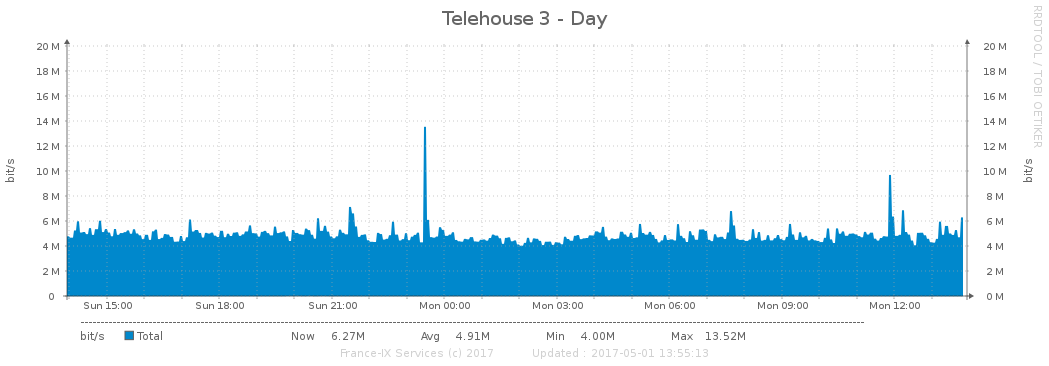 Telehouse 3 - Day
RRDTOOL / TOBI OETIKER
bit/s
20 M 20 M
18 M 18 M
16 M 16 M
14 M 14 M
12 M 12 M
10 M 10 M
8 M 8 M
6 M 6 M
4 M 4 M
2 M 2 M
0 0 M
bit/s
Sun 15:00 Sun 18:00 Sun 21:00 Mon 00:00 Mon 03:00 Mon 06:00 Mon 09:00 Mon 12:00
bit/s Total Now 6.27M Avg 4.91M Min 4.00M Max 13.52M
France-IX Services (c) 2017 Updated : 2017-05-01 13:55:13